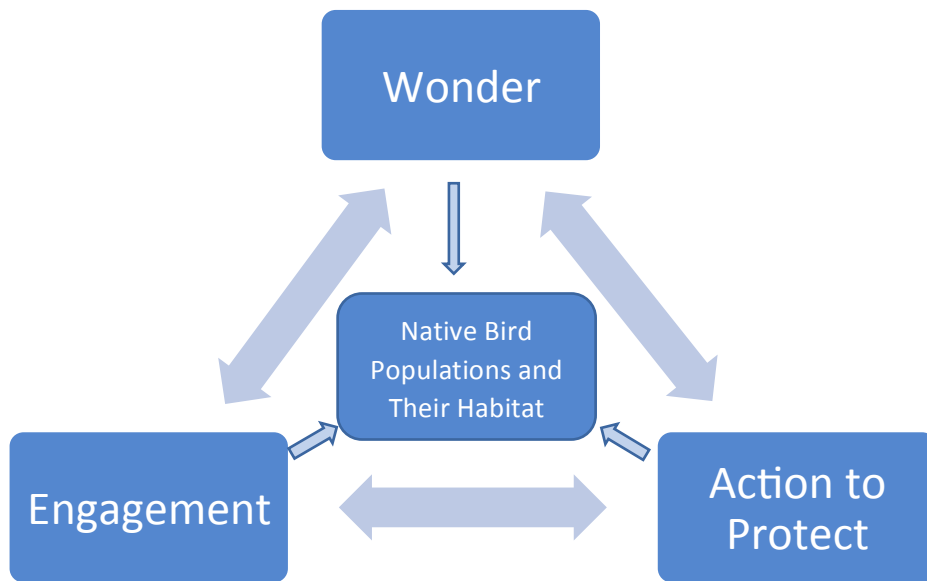 Wonder
Native Bird
Populations and
Their Habitat
Engagement
Action to
Protect